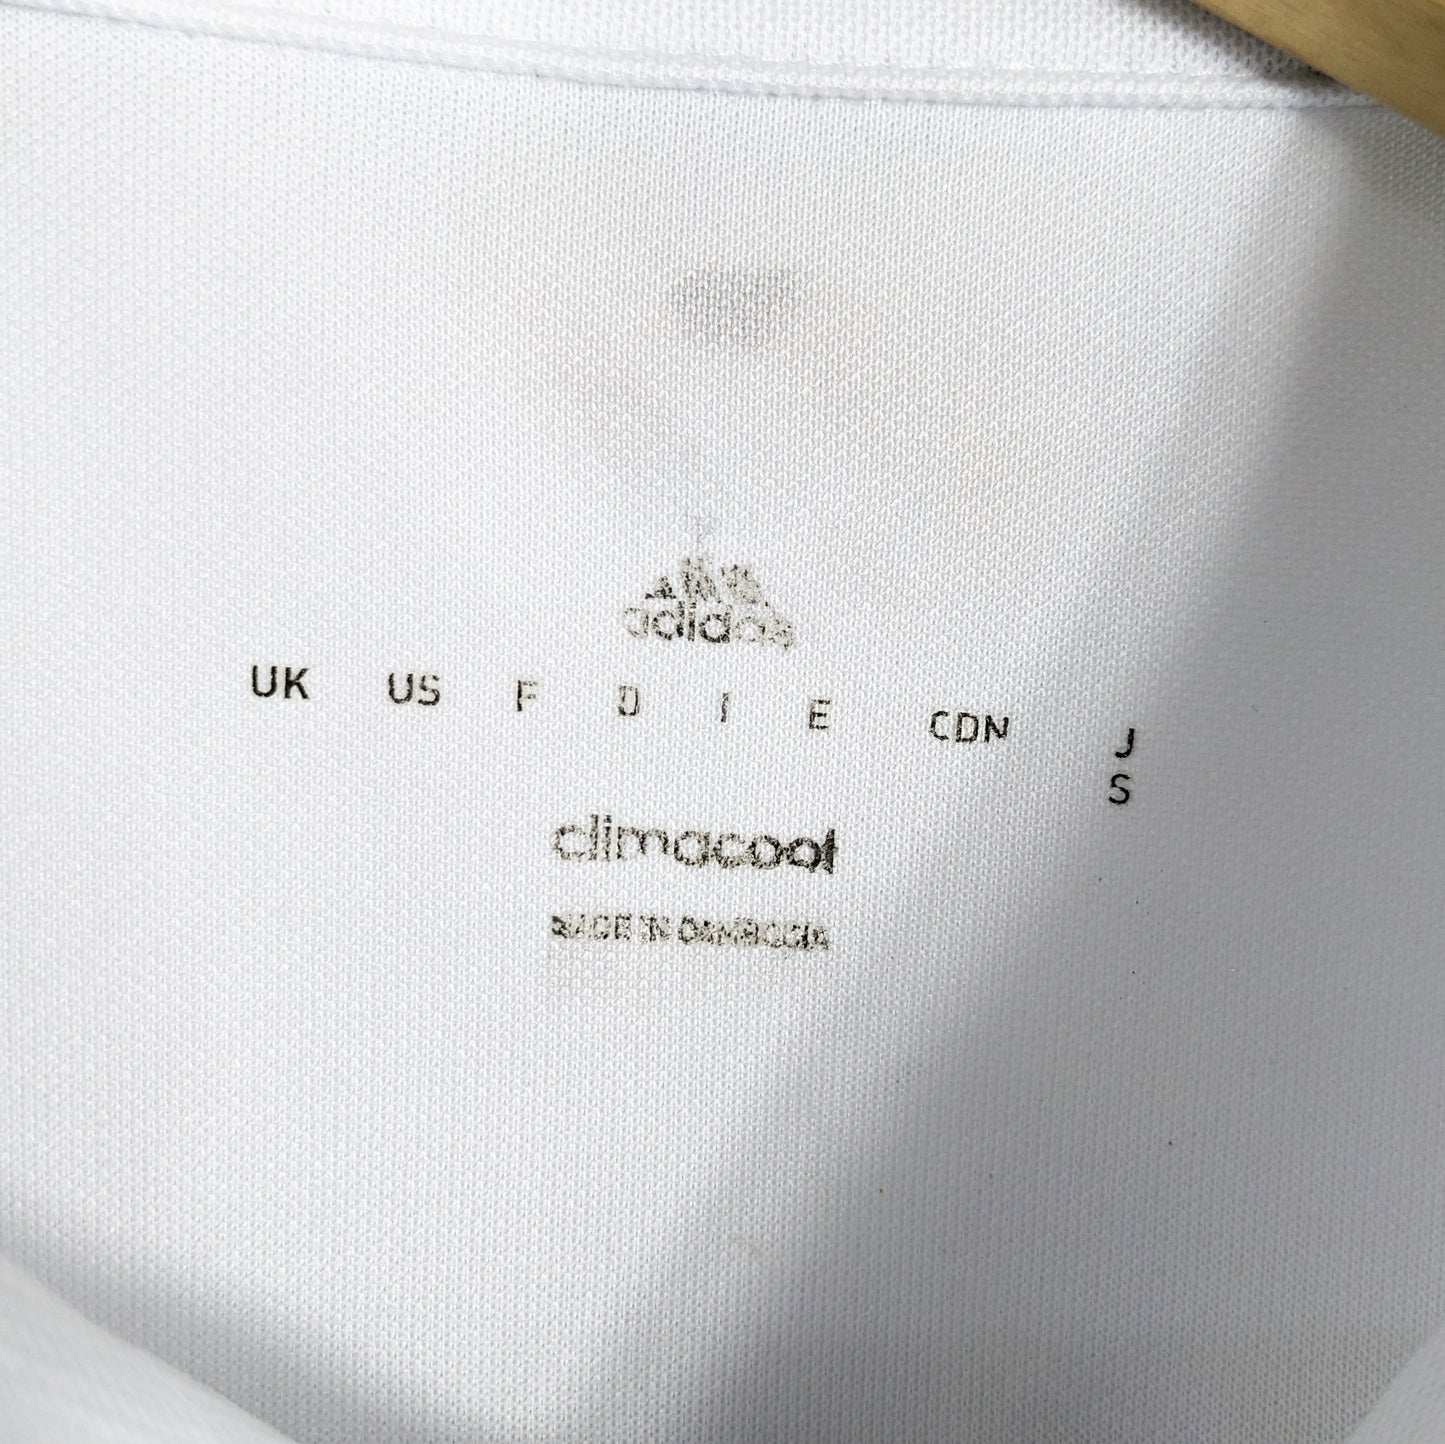 adidas
UK US F D I E CDN J
S
climacool
MADE IN CAMBODIA